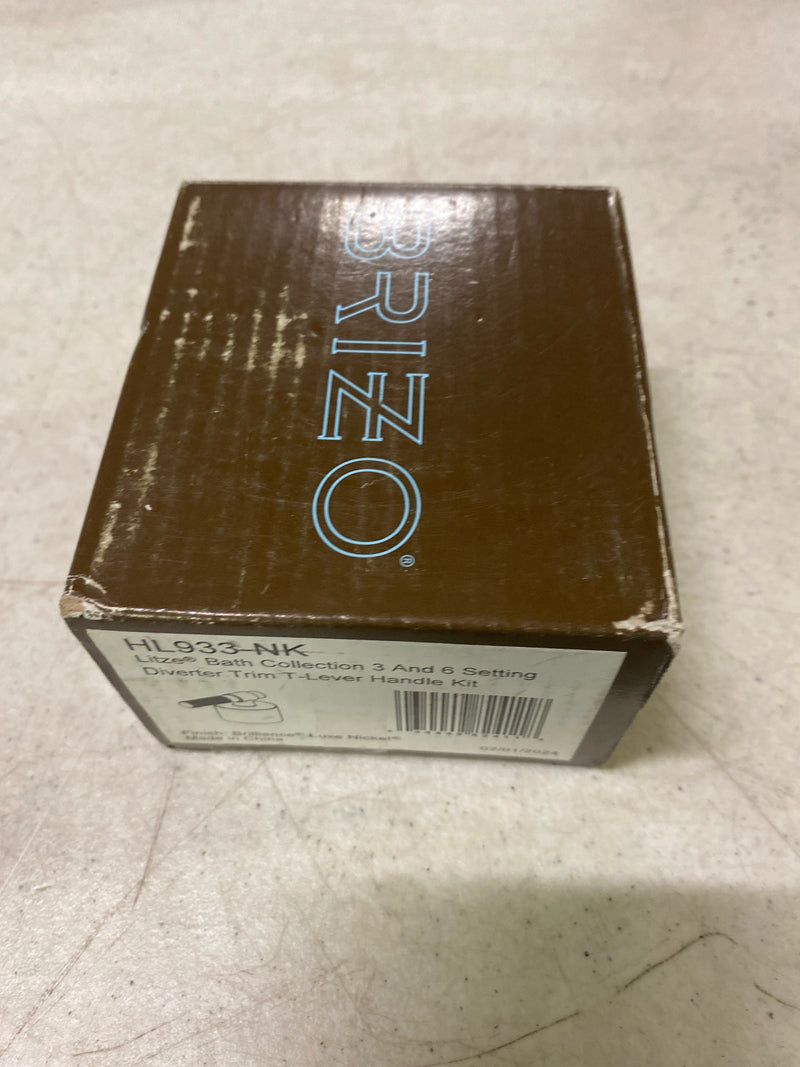 BRIZO®
HL933-NK
Litze® Bath Collection 3 And 6 Setting
Diverter Trim T-Lever Handle Kit
Finish: Brilliance® Luxe Nickel®
Made in China
02/01/2024